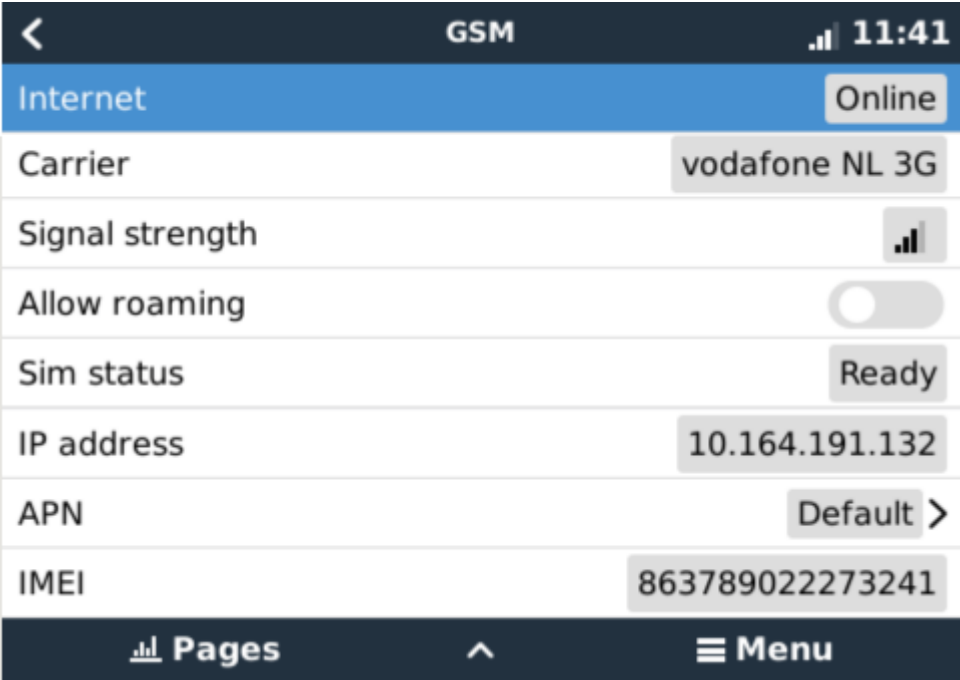 GSM 11:41
Internet Online
Carrier vodafone NL 3G
Signal strength
Allow roaming
Sim status Ready
IP address 10.164.191.132
APN Default
IMEI 863789022273241
Pages Menu